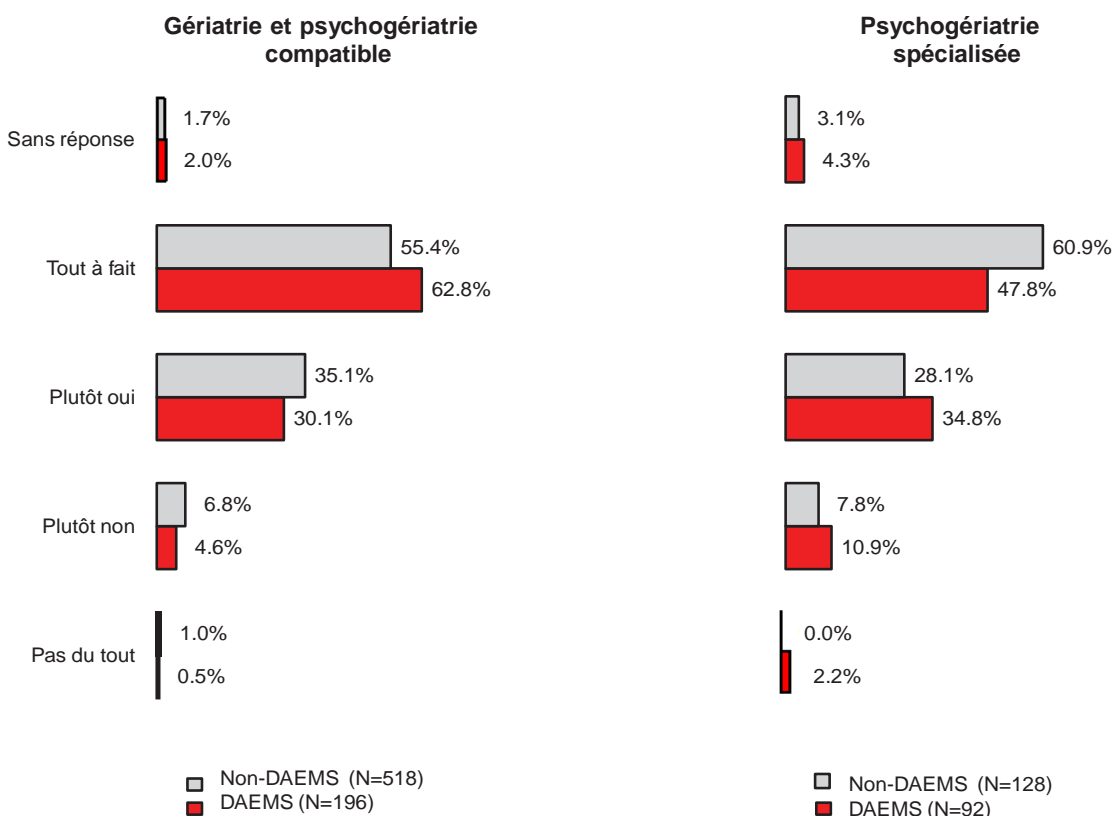 Gériatrie et psychogériatrie
compatible
Psychogériatrie
spécialisée
Sans réponse
1.7%
2.0%
3.1%
4.3%
Tout à fait
55.4%
62.8%
60.9%
47.8%
Plutôt oui
35.1%
30.1%
28.1%
34.8%
Plutôt non
6.8%
4.6%
7.8%
10.9%
Pas du tout
1.0%
0.5%
0.0%
2.2%
Non-DAEMS (N=518)
DAEMS (N=196)
Non-DAEMS (N=128)
DAEMS (N=92)